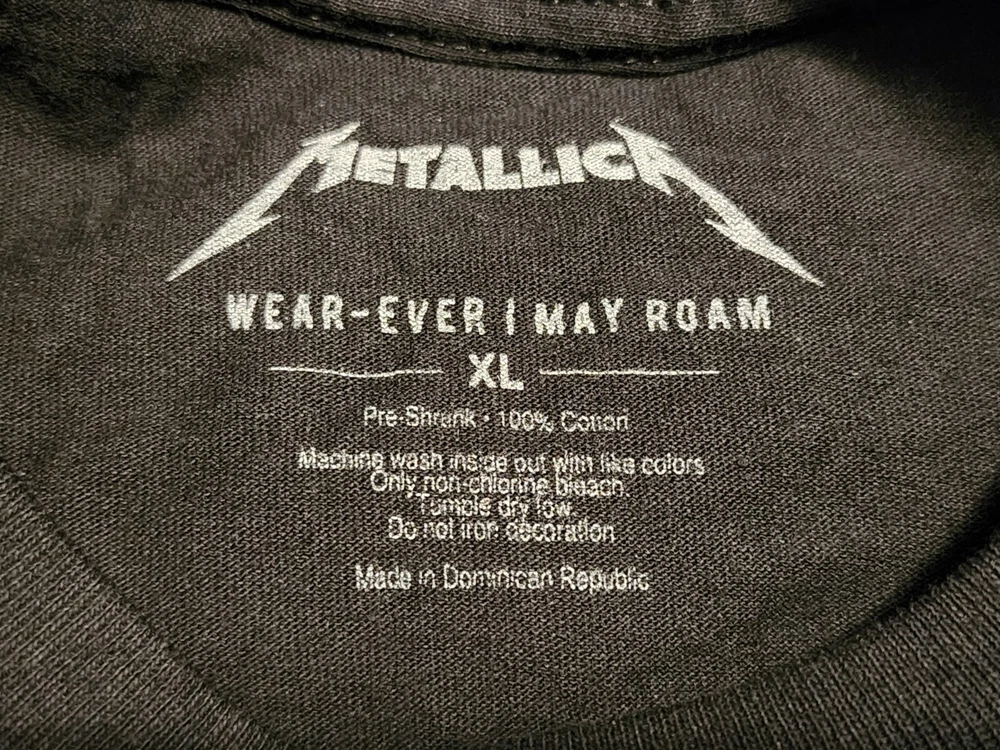 METALLICA
WEAR-EVER I MAY ROAM
XL
Pre-Shrunk • 100% Cotton
Machine wash inside out with like colors
Only non-chlorine bleach.
Tumble dry low.
Do not iron decoration
Made in Dominican Republic